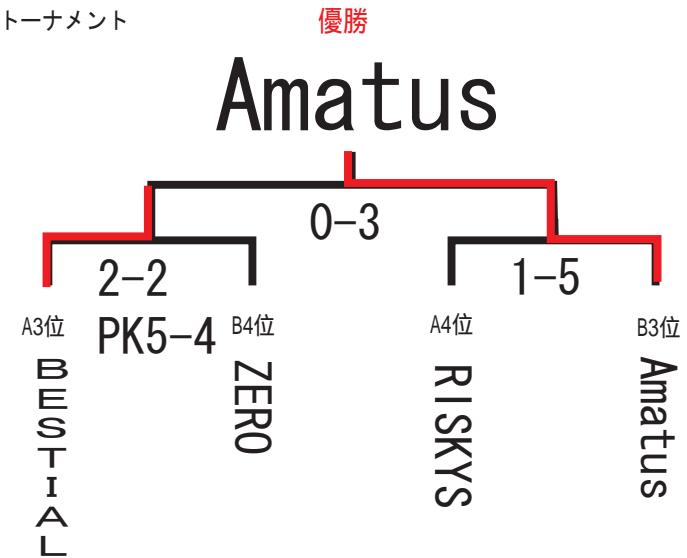 トーナメント
優勝
Amatus
0−3
2−2
PK5−4
1−5
A3位
B4位
A4位
B3位
BESTIAL
ZERO
RISKYS
Amatus